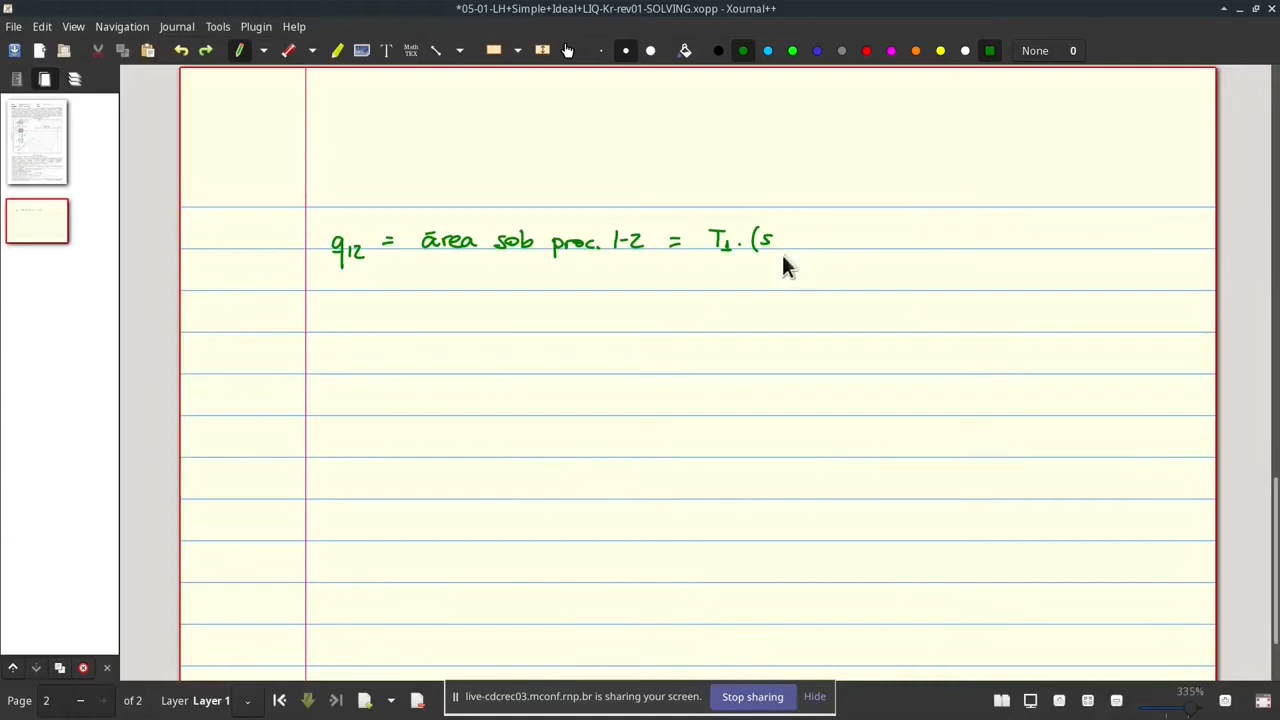 *05-01-LH+Simple+Ideal+LIQ-Kr-rev01-SOLVING.xopp - Xournal++
File Edit View Navigation Journal Tools Plugin Help
T Math TEX None 0
q12 = área sob proc. 1-2 = T1. (s
live-cdcrec03.mconf.rnp.br is sharing your screen. Stop sharing Hide
Page 2 of 2 Layer Layer 1 335%